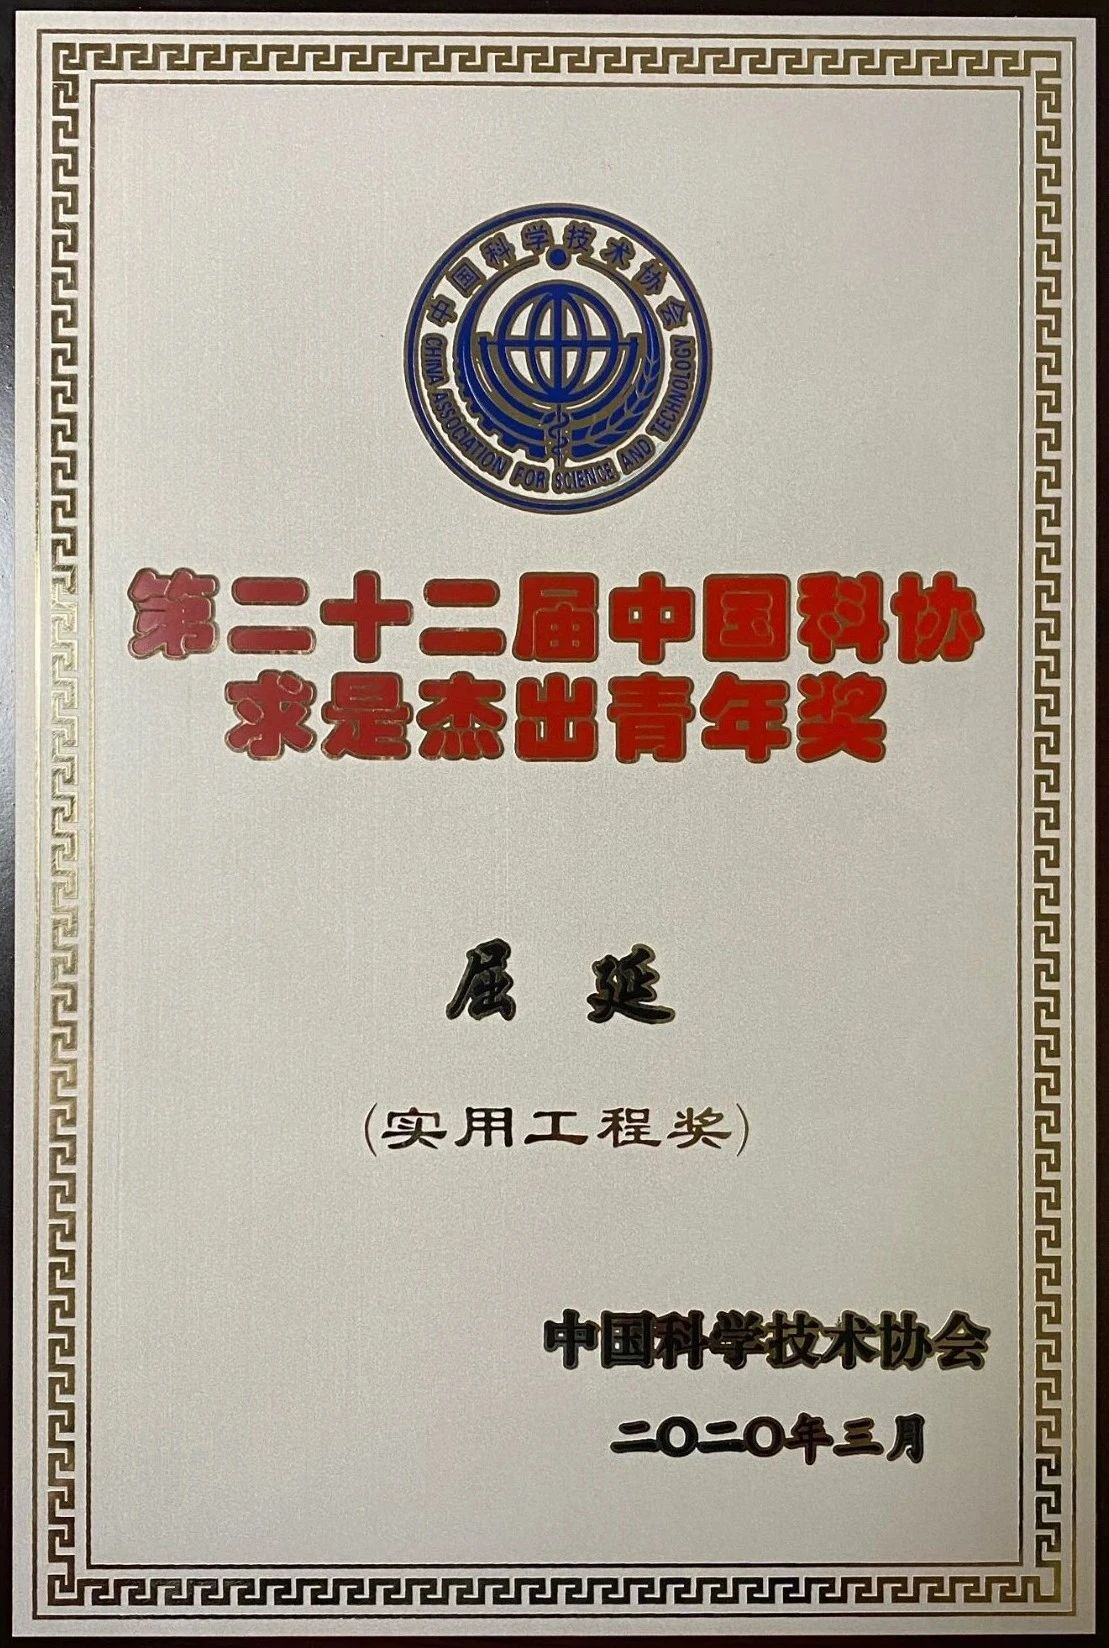 中国科学技术协会
CHINA ASSOCIATION FOR SCIENCE AND TECHNOLOGY
第二十二届中国科协
求是杰出青年奖
屈 延
(实用工程奖)
中国科学技术协会
二〇二〇年三月